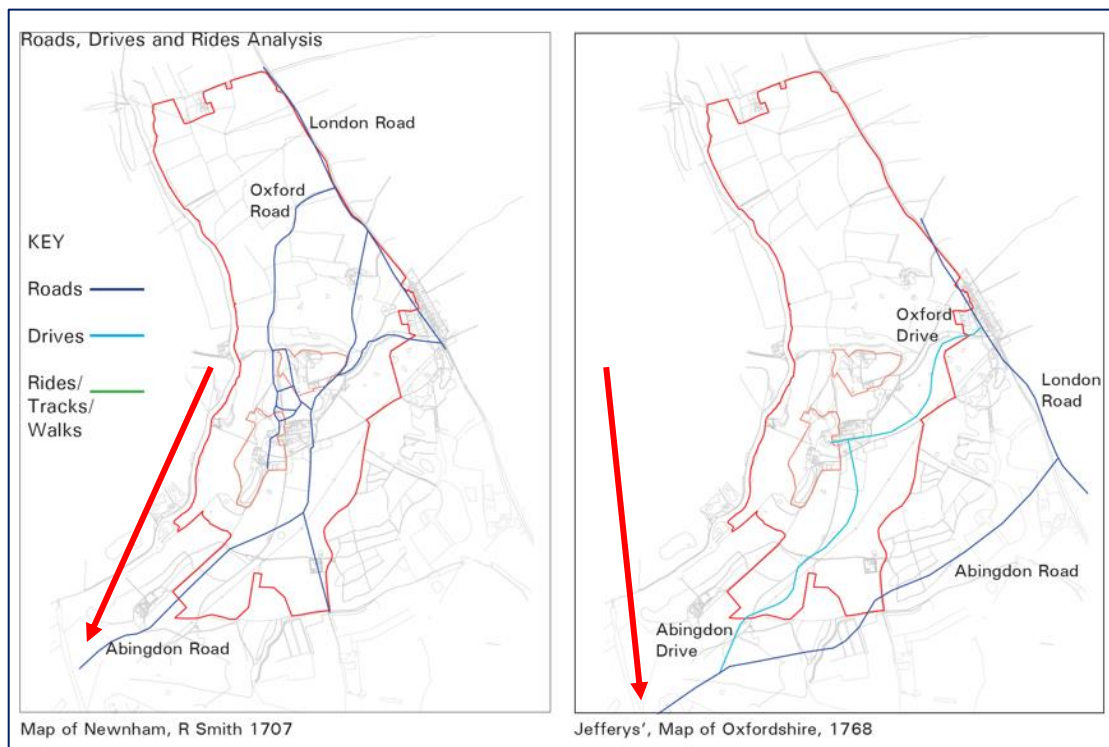 Roads, Drives and Rides Analysis
London Road
Oxford
Road
KEY
Roads
Drives
Rides/
Tracks/
Walks
Abingdon Road
Map of Newnham, R Smith 1707
Oxford
Drive
London
Road
Abingdon Road
Abingdon
Drive
Jefferys', Map of Oxfordshire, 1768